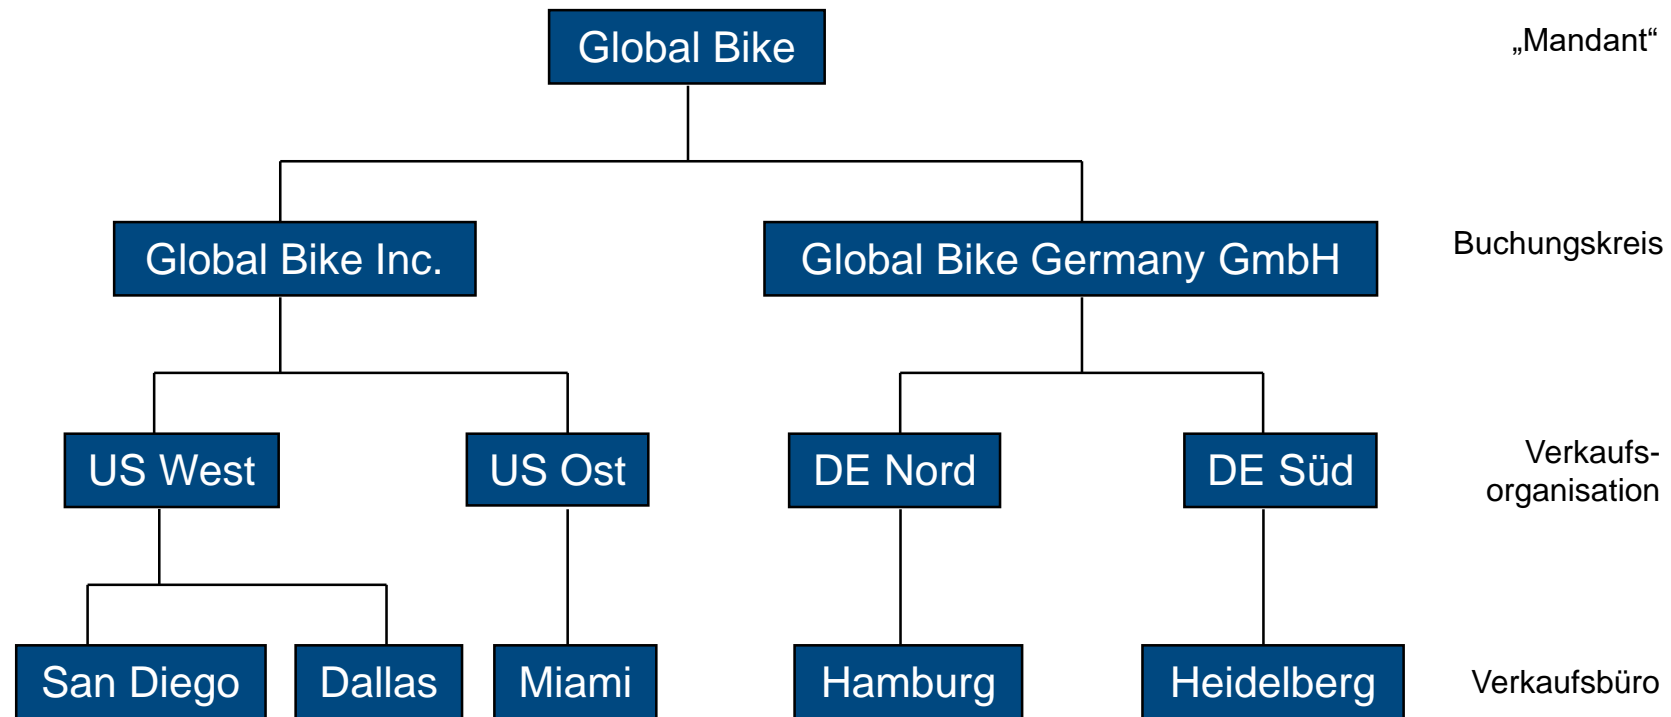 Global Bike
„Mandant“
Global Bike Inc.
Global Bike Germany GmbH
Buchungskreis
US West
US Ost
DE Nord
DE Süd
Verkaufs-
organisation
San Diego
Dallas
Miami
Hamburg
Heidelberg
Verkaufsbüro